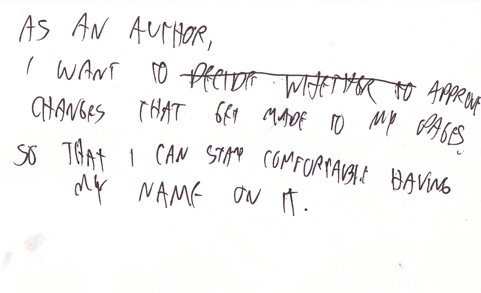 AS AN AUTHOR,
I WANT TO DECIDE WHETHER TO APPROVE
CHANGES THAT GET MADE TO MY PAGES
SO THAT I CAN STAY COMFORTABLE HAVING
MY NAME ON IT.